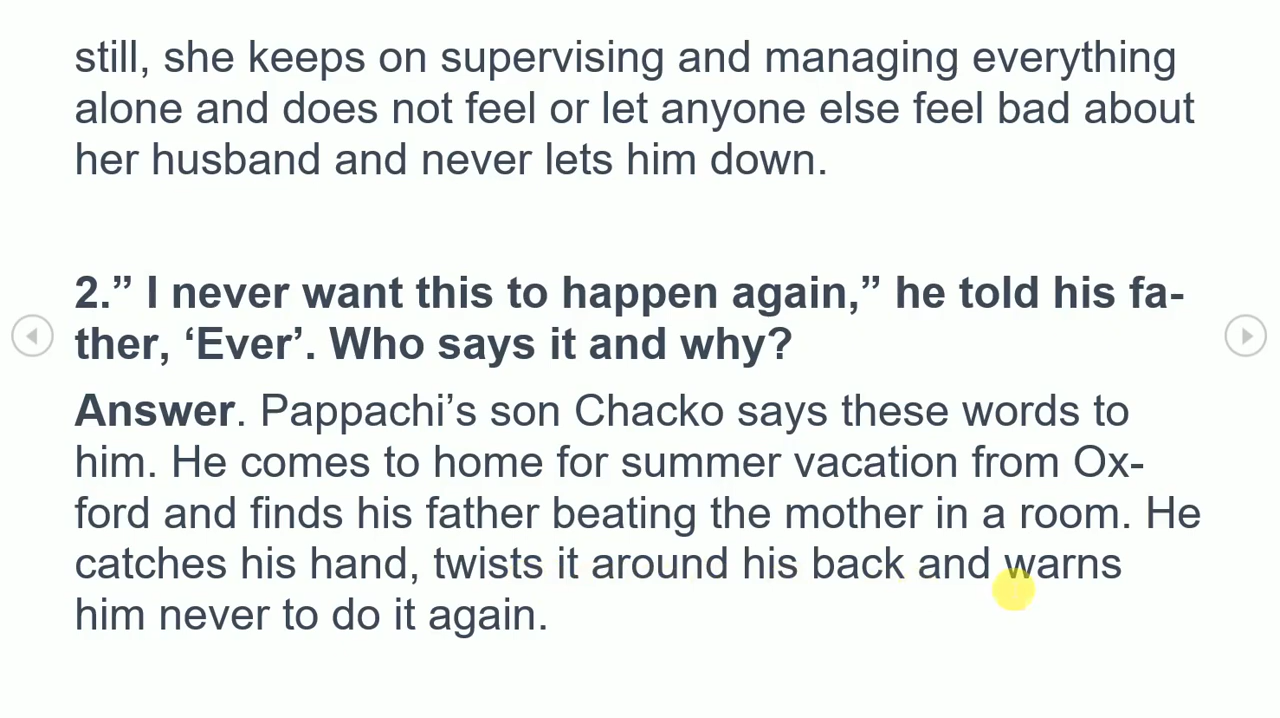 still, she keeps on supervising and managing everything
alone and does not feel or let anyone else feel bad about
her husband and never lets him down.
2.” I never want this to happen again,” he told his fa-
ther, ‘Ever’. Who says it and why?
Answer. Pappachi’s son Chacko says these words to
him. He comes to home for summer vacation from Ox-
ford and finds his father beating the mother in a room. He
catches his hand, twists it around his back and warns
him never to do it again.